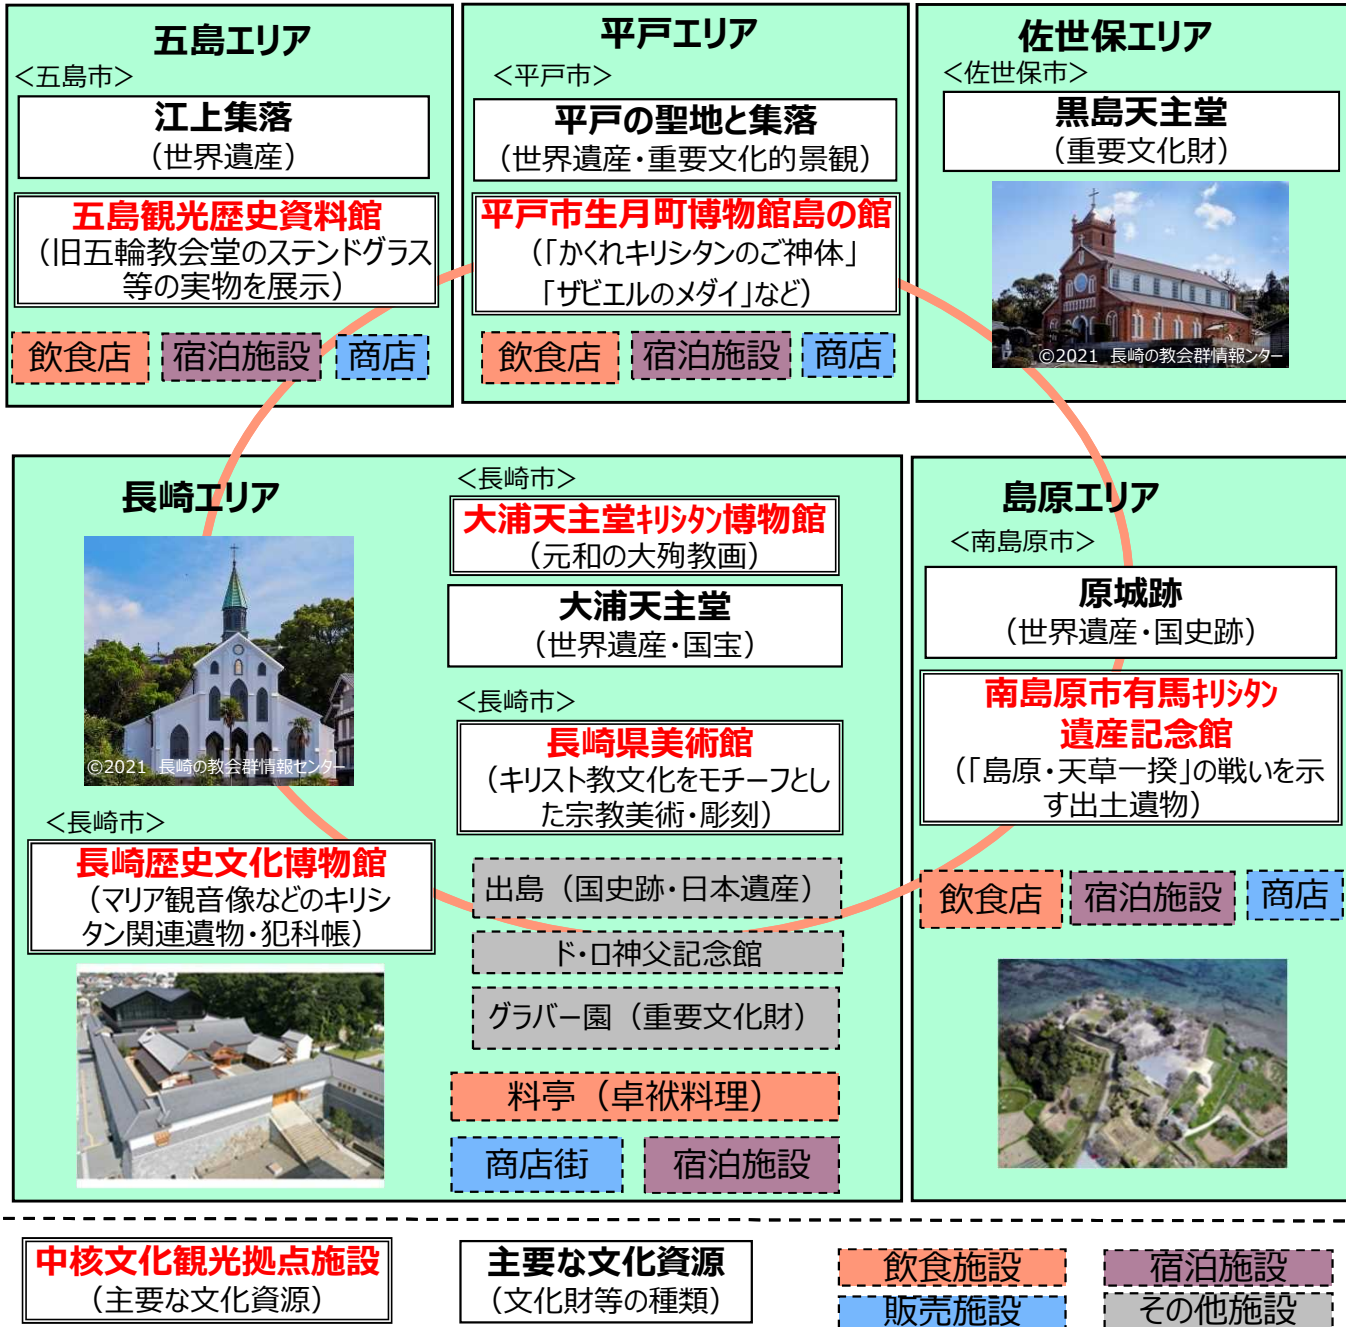 五島エリア
<五島市>
江上集落
(世界遺産)
五島観光歴史資料館
(旧五輪教会堂のステンドグラス
等の実物を展示)
飲食店
宿泊施設
商店
平戸エリア
<平戸市>
平戸の聖地と集落
(世界遺産・重要文化的景観)
平戸市生月町博物館島の館
(「かくれキリシタンのご神体」
「ザビエルのメダイ」など)
飲食店
宿泊施設
商店
佐世保エリア
<佐世保市>
黒島天主堂
(重要文化財)
©2021 長崎の教会群情報ンター
長崎エリア
©2021 長崎の教会群情報センター
<長崎市>
長崎歴史文化博物館
(マリア観音像などのキリシ
タン関連遺物・犯科帳)
<長崎市>
大浦天主堂キリシタン博物館
(元和の大殉教画)
大浦天主堂
(世界遺産・国宝)
<長崎市>
長崎県美術館
(キリスト教文化をモチーフとし
た宗教美術・彫刻)
出島(国史跡・日本遺産)
ド・ロ神父記念館
グラバー園(重要文化財)
料亭(卓袱料理)
商店街
宿泊施設
島原エリア
<南島原市>
原城跡
(世界遺産・国史跡)
南島原市有馬キリシタン
遺産記念館
(「島原・天草一揆」の戦いを示
す出土遺物)
飲食店
宿泊施設
商店
中核文化観光拠点施設
(主要な文化資源)
主要な文化資源
(文化財等の種類)
飲食施設
宿泊施設
販売施設
その他施設